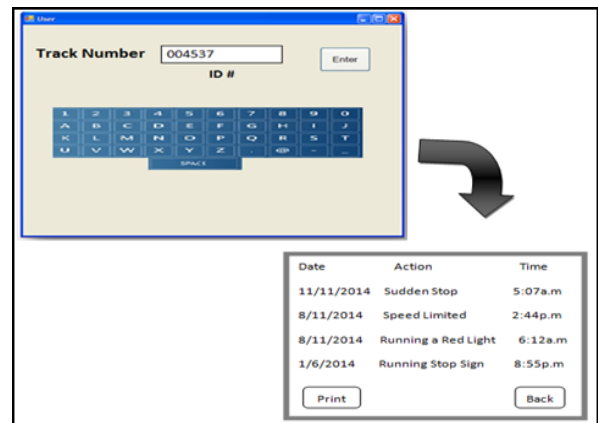 User
Track Number 004537 Enter
ID #
1 2 3 4 5 6 7 8 9 0
A B C D E F G H I J
K L M N O P Q R S T
U V W X Y Z . @ - _
SPACE
Date Action Time
11/11/2014 Sudden Stop 5:07a.m
8/11/2014 Speed Limited 2:44p.m
8/11/2014 Running a Red Light 6:12a.m
1/6/2014 Running Stop Sign 8:55p.m
Print Back